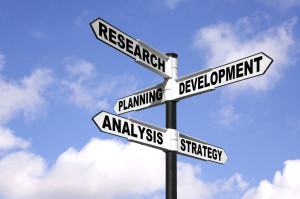 RESEARCH
DEVELOPMENT
PLANNING
ANALYSIS
STRATEGY